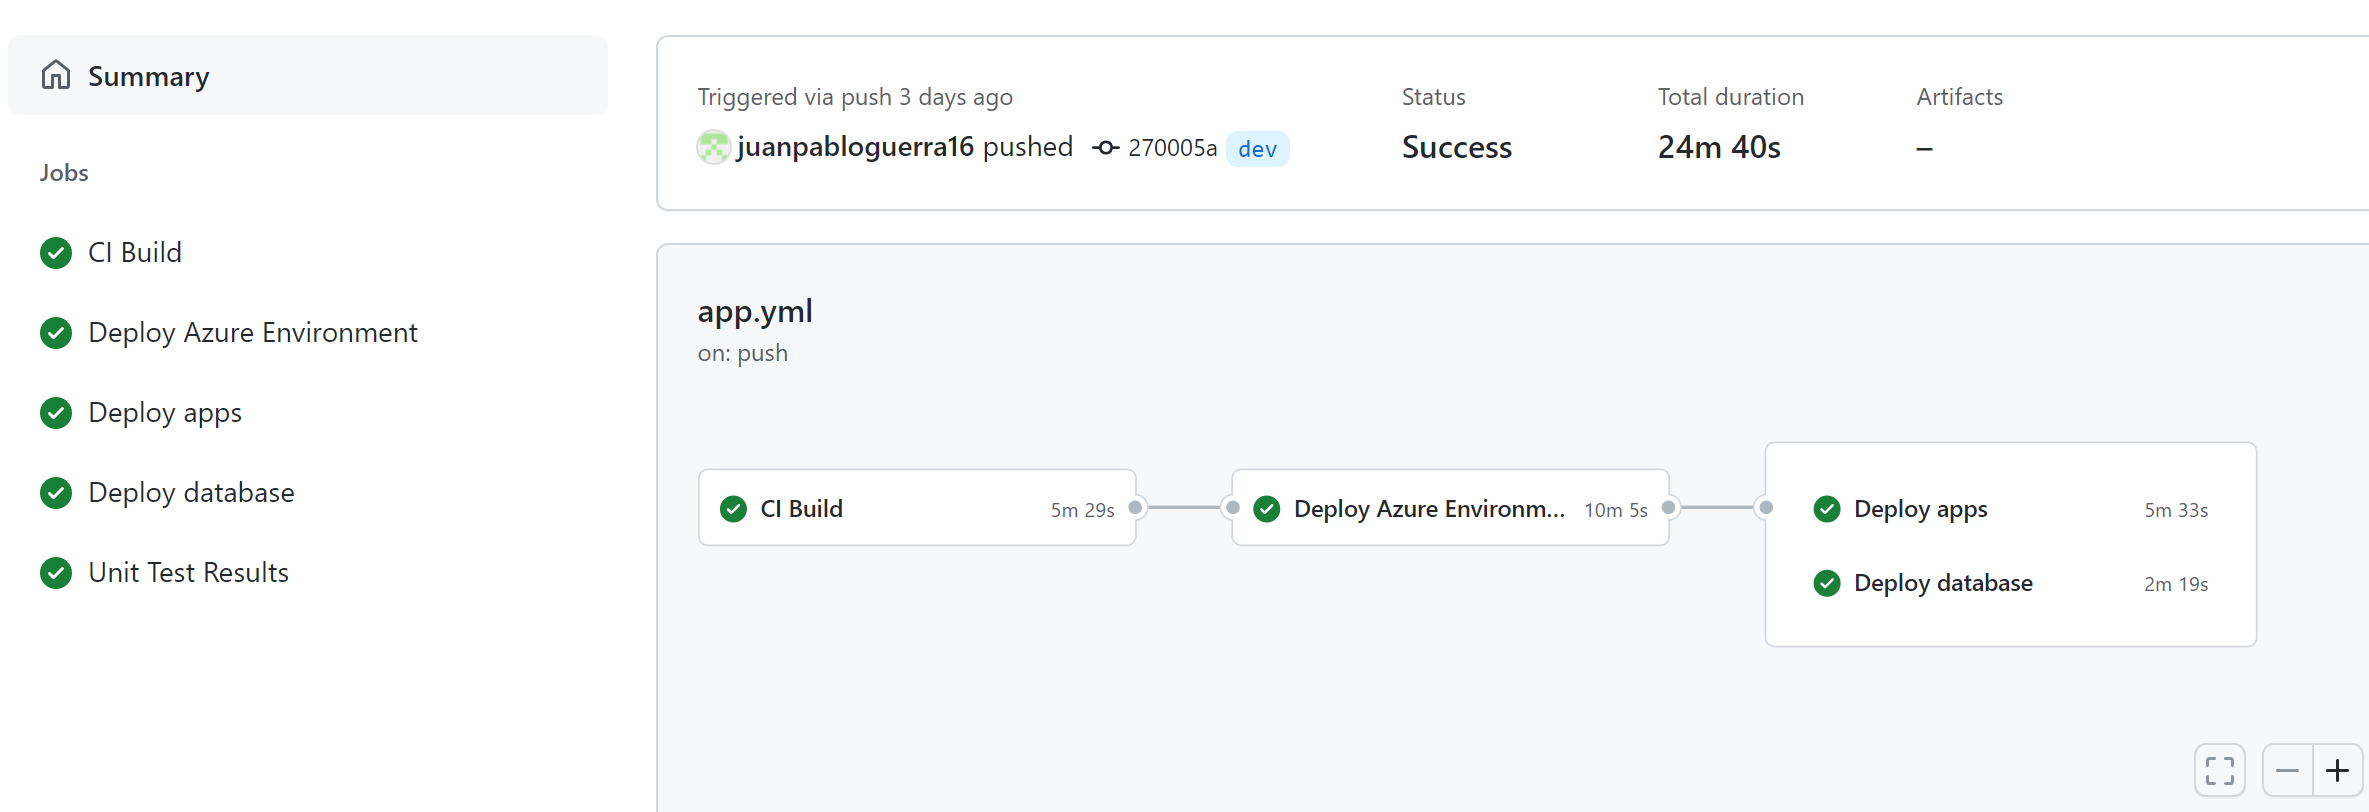 Summary
Jobs
CI Build
Deploy Azure Environment
Deploy apps
Deploy database
Unit Test Results
Triggered via push 3 days ago
juanpabloguerra16 pushed 270005a dev
Status
Success
Total duration
24m 40s
Artifacts
–
app.yml
on: push
CI Build 5m 29s
Deploy Azure Environm... 10m 5s
Deploy apps 5m 33s
Deploy database 2m 19s